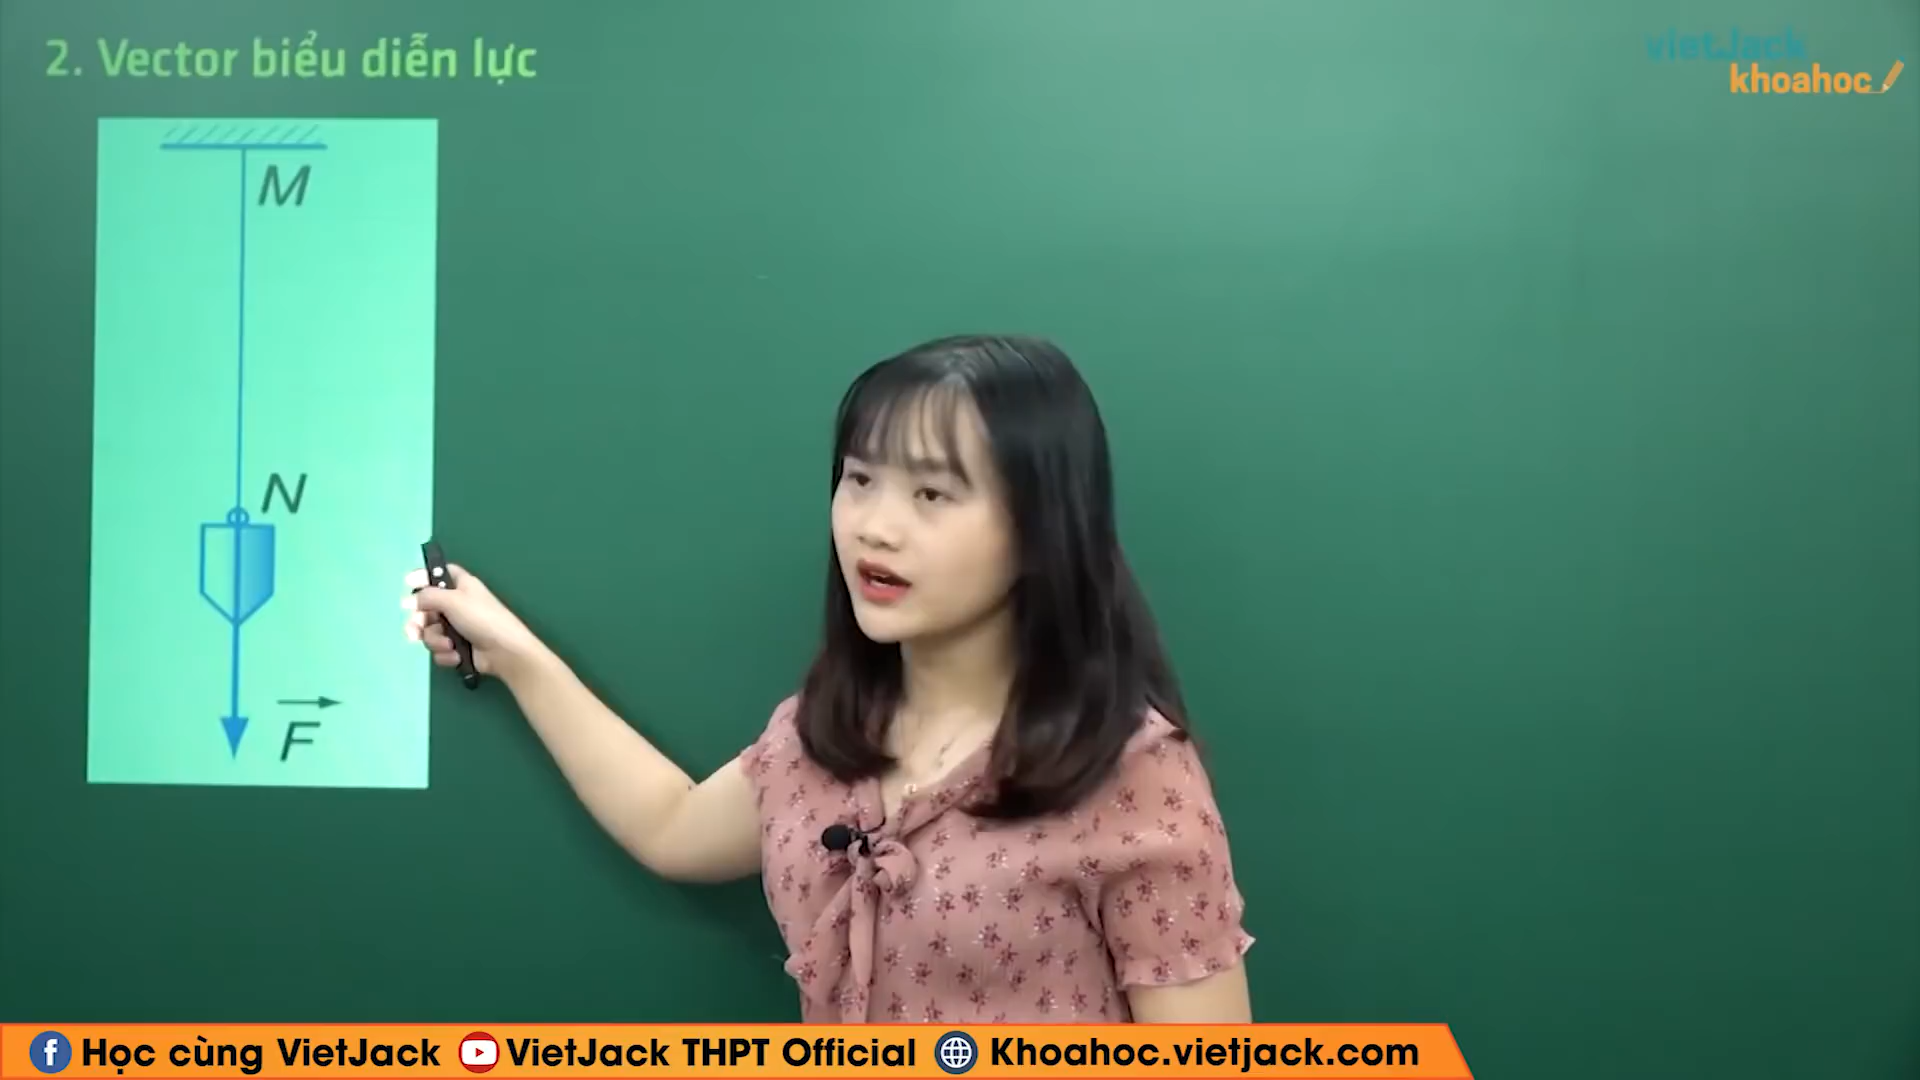 2. Vector biểu diễn lực
vietJack
khoahoc
M
N
F
Học cùng VietJack
VietJack THPT Official
Khoahoc.vietjack.com